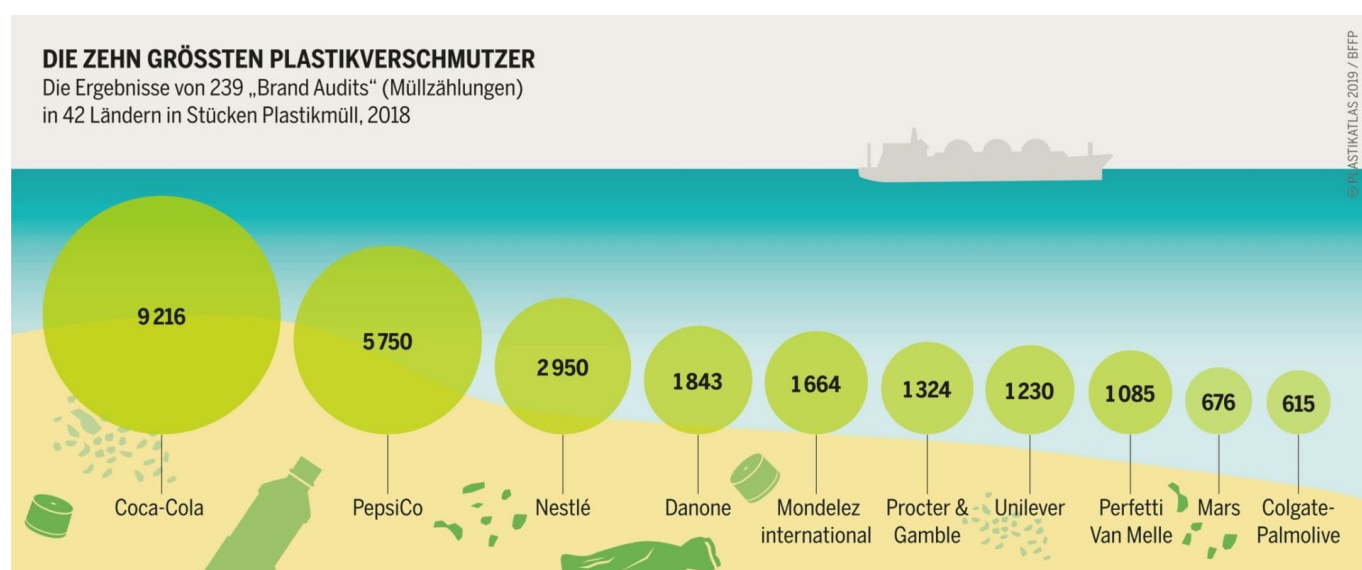 DIE ZEHN GRÖSSTEN PLASTIKVERSCHMUTZER
Die Ergebnisse von 239 „Brand Audits“ (Müllzählungen)
in 42 Ländern in Stücken Plastikmüll, 2018
9 216
5 750
2 950
1 843
1 664
1 324
1 230
1 085
676
615
Coca-Cola
PepsiCo
Nestlé
Danone
Mondelez
international
Procter &
Gamble
Unilever
Perfetti
Van Melle
Mars
Colgate-
Palmolive
PLASTIKATLAS 2019 / BFFP